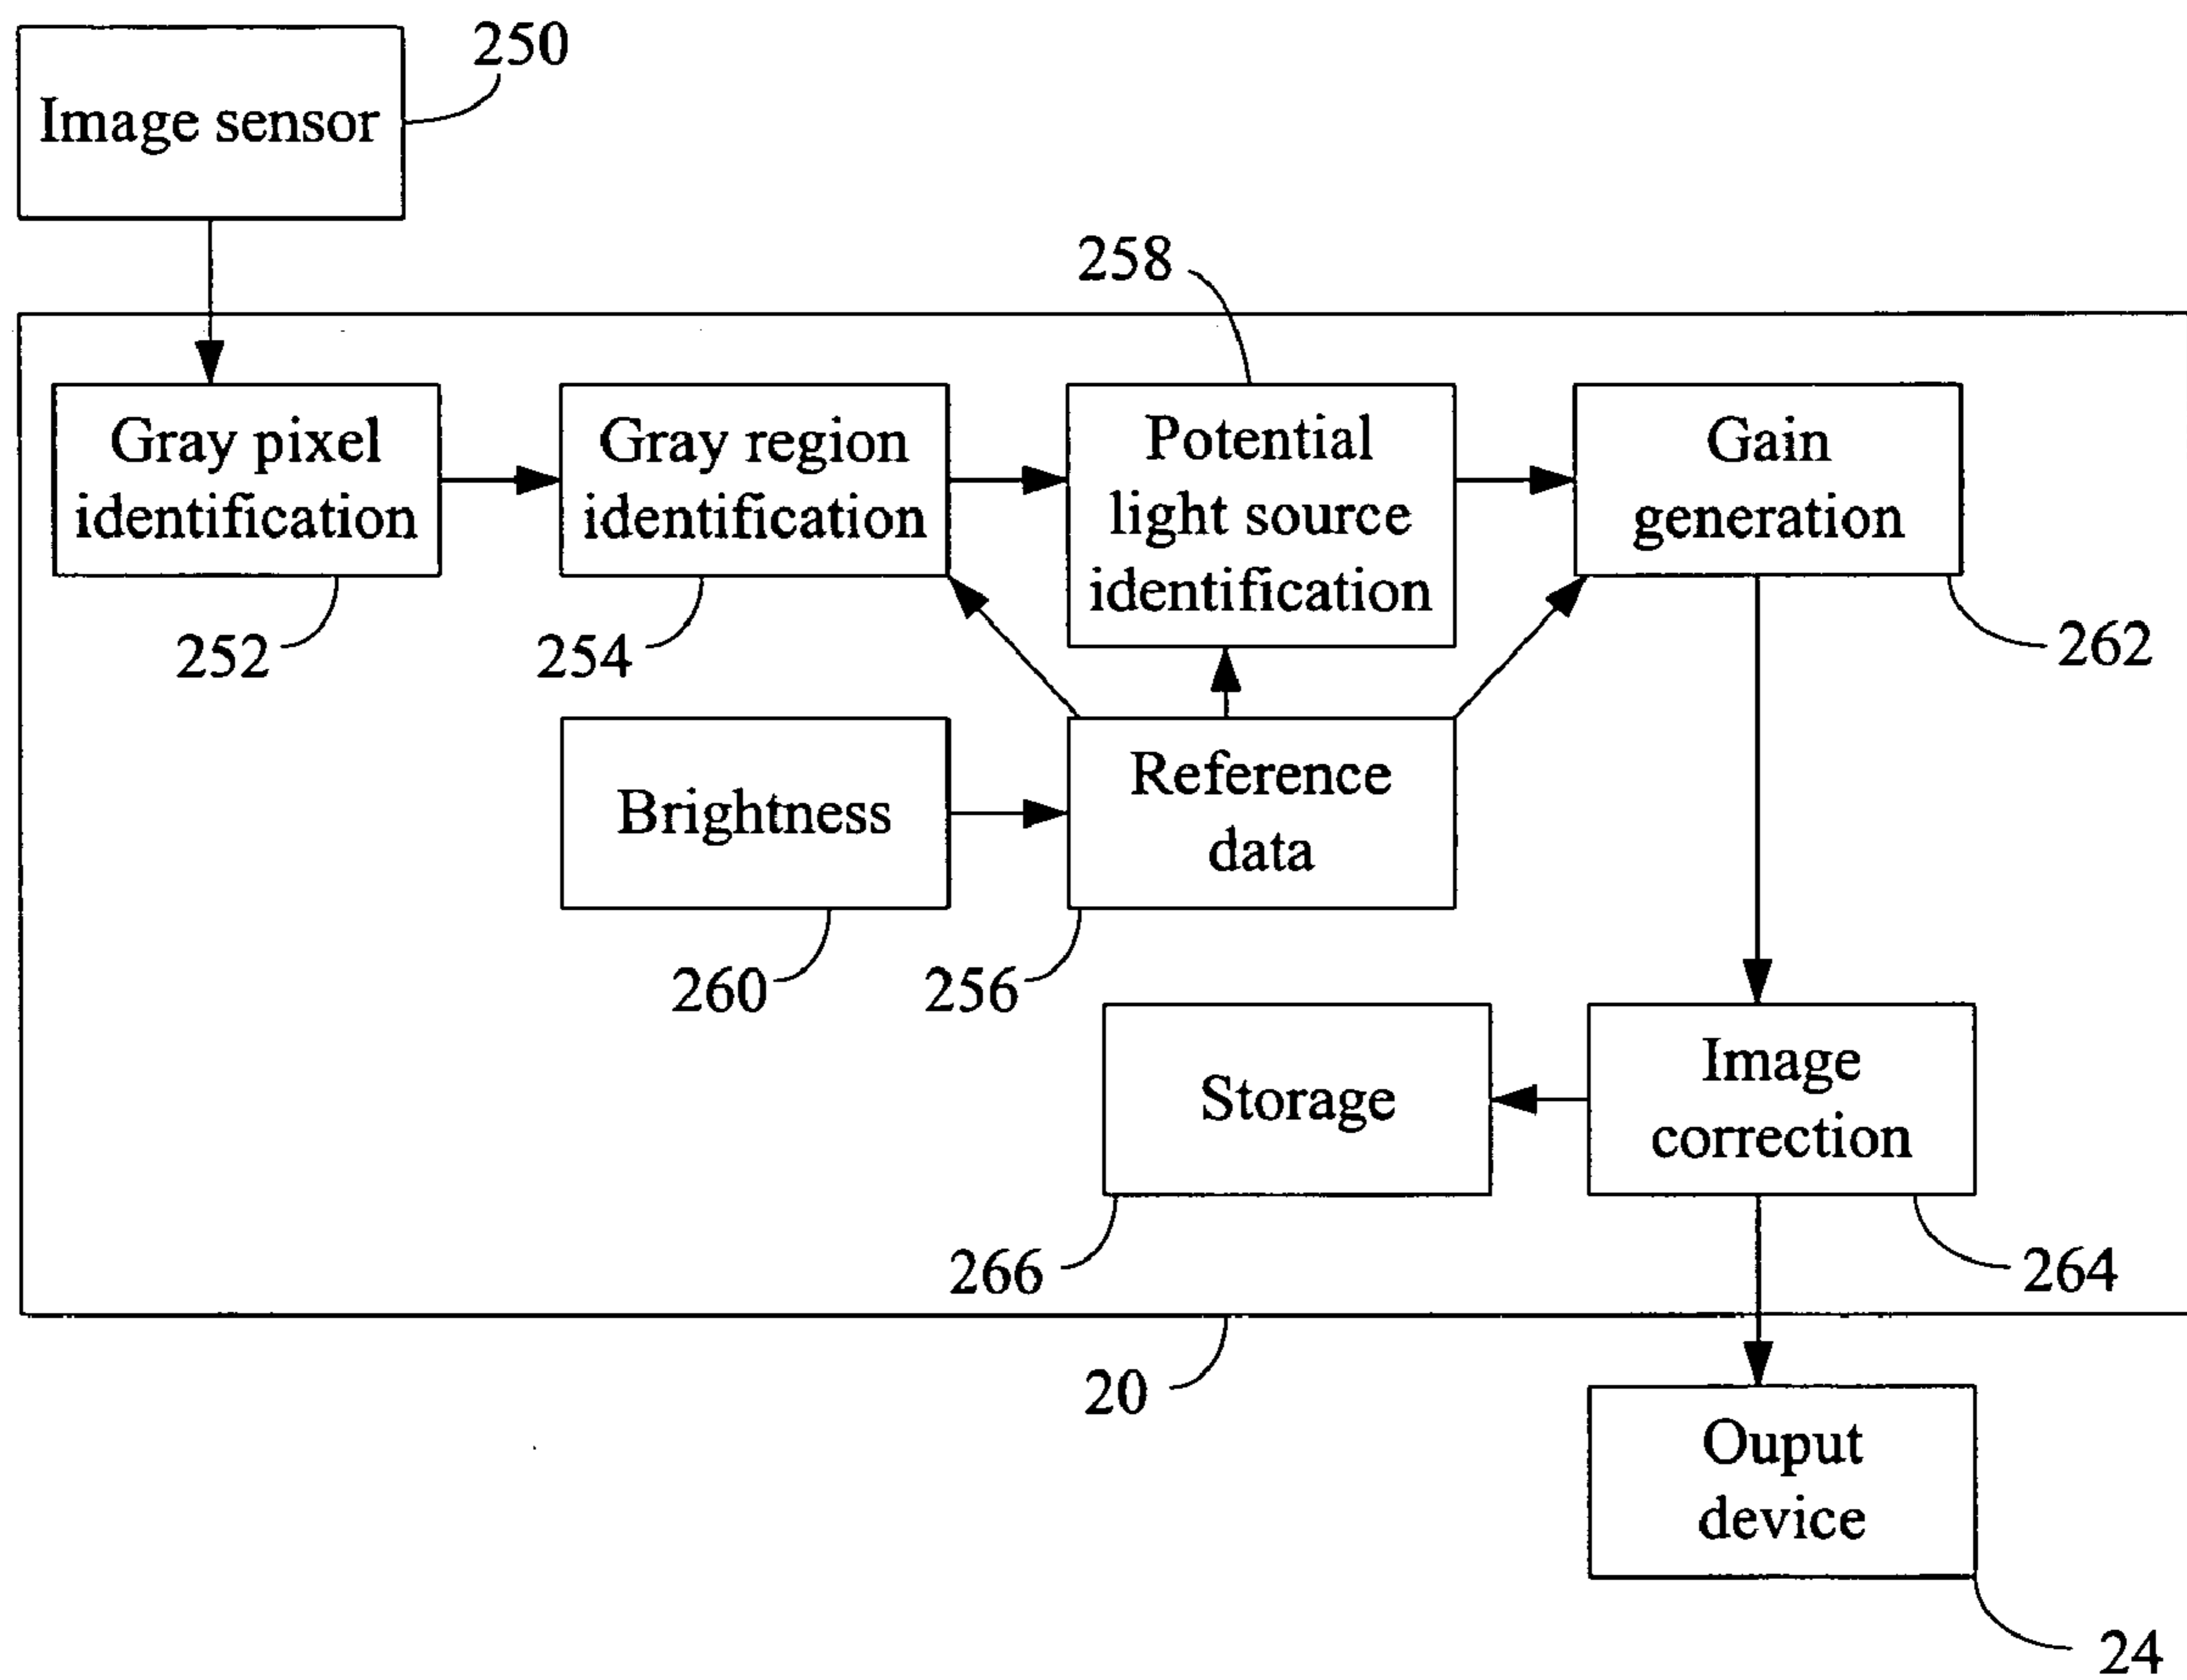 250
Image sensor
258
Gray pixel
identification
Gray region
identification
Potential
light source
identification
Gain
generation
252
254
262
Brightness
Reference
data
260
256
Storage
Image
correction
266
264
20
Ouput
device
24